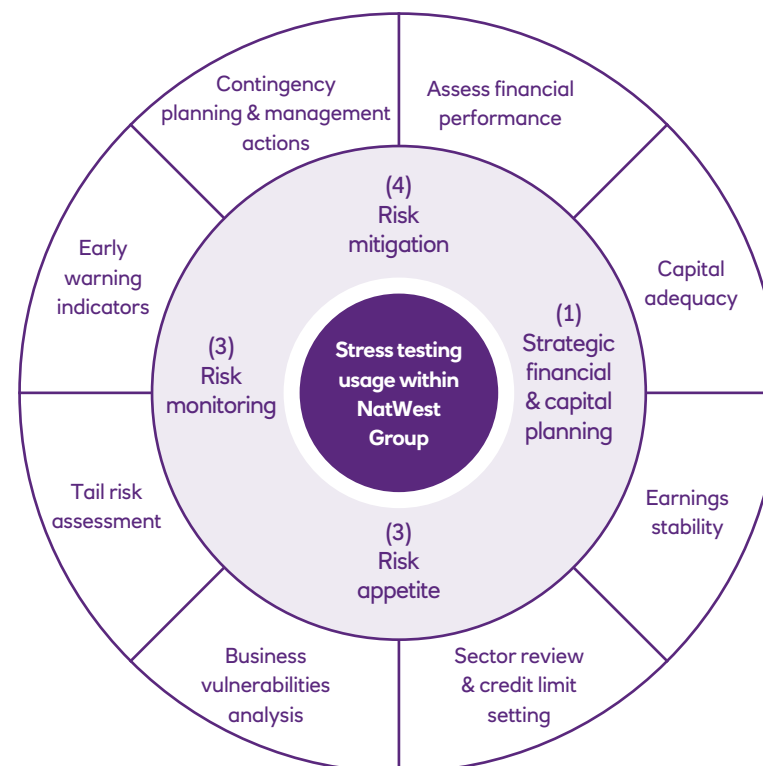 Contingency
planning & management
actions
Assess financial
performance
Early
warning
indicators
(4)
Risk
mitigation
Capital
adequacy
(3)
Risk
monitoring
Stress testing
usage within
NatWest
Group
(1)
Strategic
financial
& capital
planning
Tail risk
assessment
(3)
Risk
appetite
Earnings
stability
Business
vulnerabilities
analysis
Sector review
& credit limit
setting